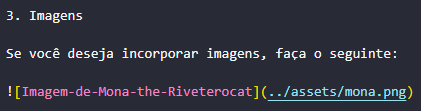 3. Imagens
Se você deseja incorporar imagens, faça o seguinte:
![Imagem-de-Mona-the-Riveterocat](../assets/mona.png)